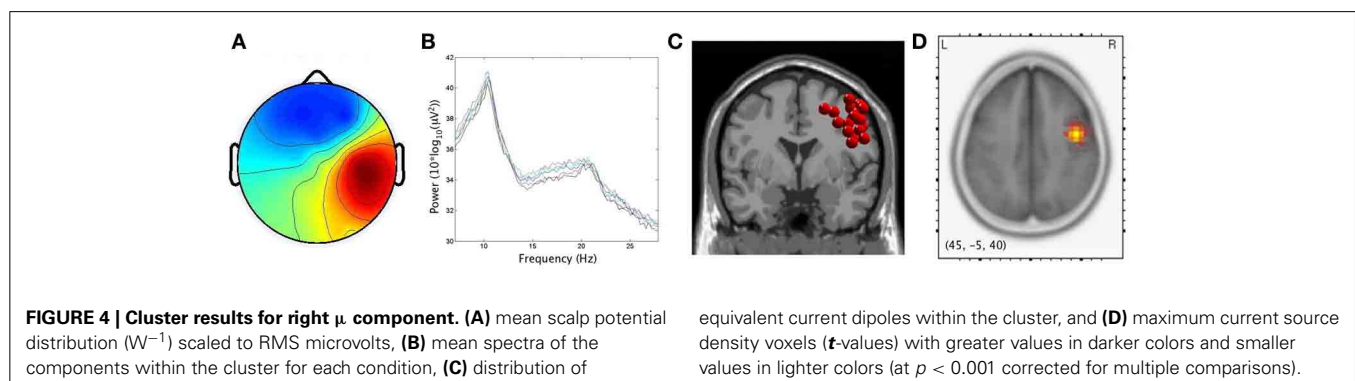 A
B
C
D
42
40
38
36
34
32
30
Power (10*log10(µV²))
10
15
20
25
Frequency (Hz)
L
R
(45, -5, 40)
FIGURE 4 | Cluster results for right µ component. (A) mean scalp potential
distribution (W⁻¹) scaled to RMS microvolts, (B) mean spectra of the
components within the cluster for each condition, (C) distribution of
equivalent current dipoles within the cluster, and (D) maximum current source
density voxels (t-values) with greater values in darker colors and smaller
values in lighter colors (at p < 0.001 corrected for multiple comparisons).